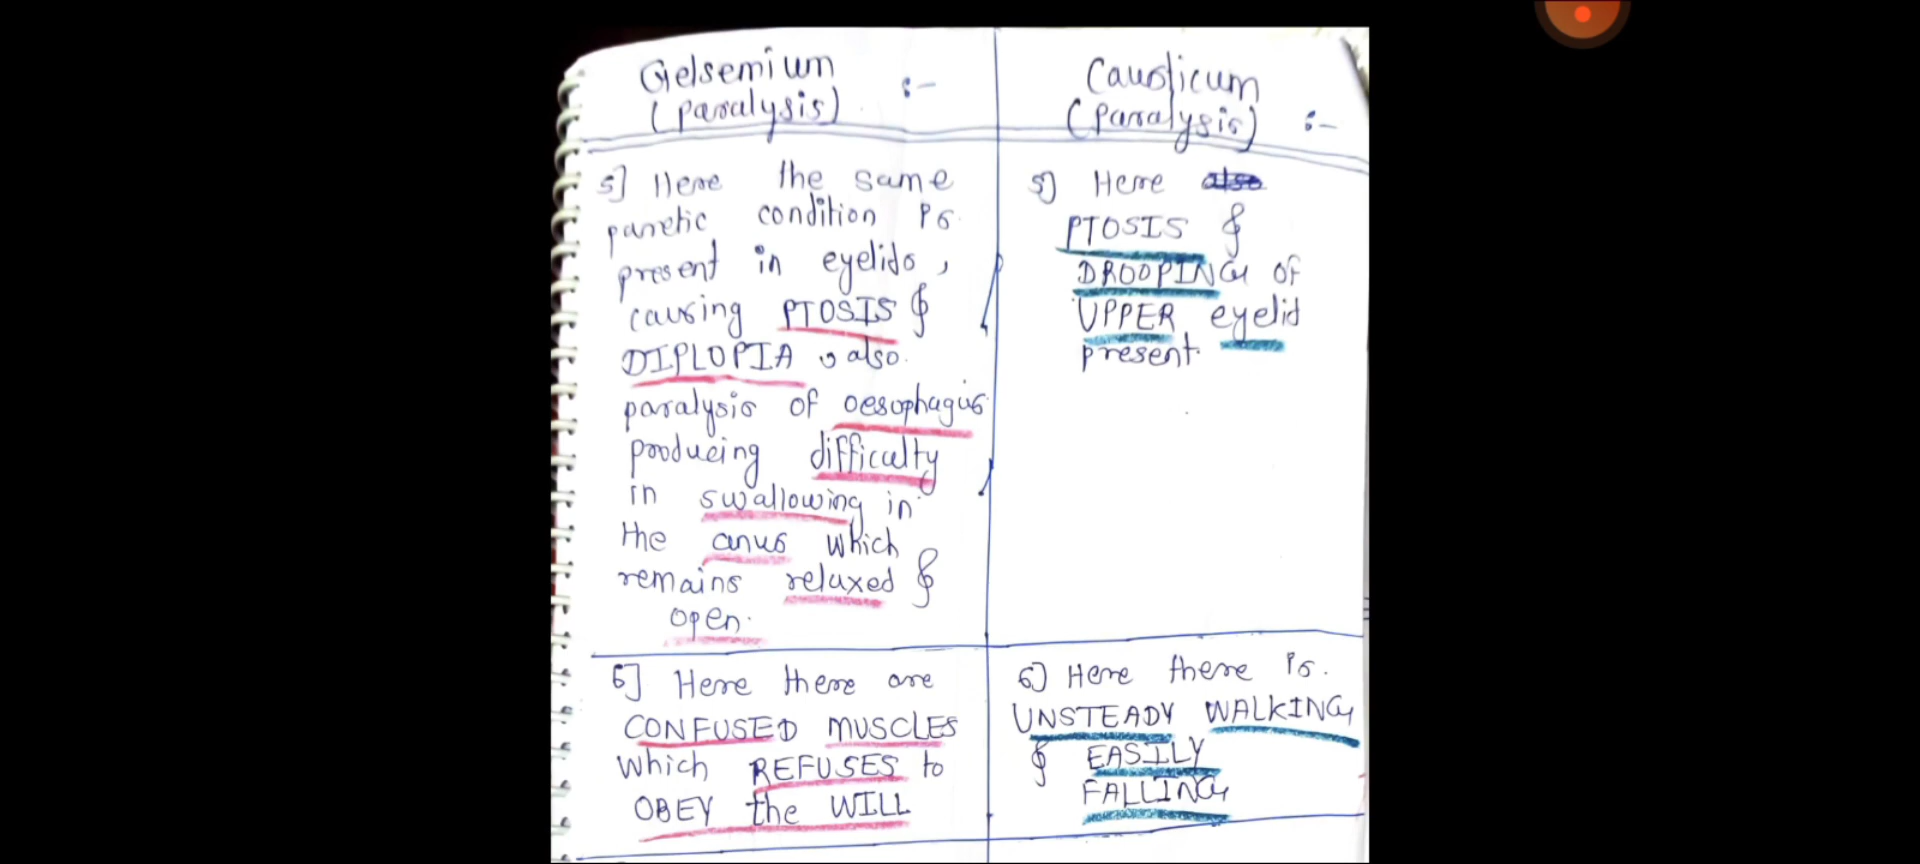 Gelsemium
(paralysis) :-
5] Here the same
paretic condition is
present in eyelids,
causing PTOSIS &
DIPLOPIA, also.
paralysis of oesophagus
producing difficulty
in swallowing in
the anus which
remains relaxed &
open.
6] Here there are
CONFUSED MUSCLES
which REFUSES to
OBEY the WILL
Causticum
(Paralysis) :-
5] Here
PTOSIS &
DROOPING of
UPPER eyelid
present.
6] Here there is.
UNSTEADY WALKING
& EASILY
FALLING